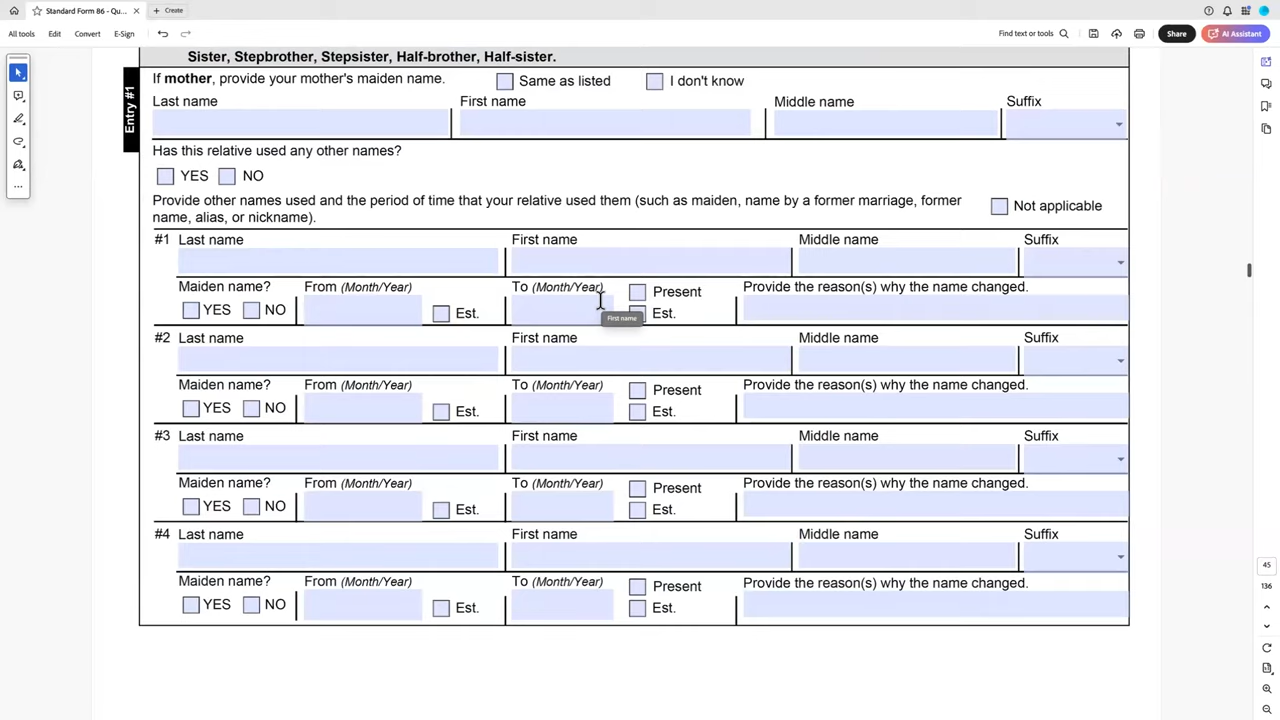 Standard Form 86 - Qu...
Create
All tools
Edit
Convert
E-Sign
Find text or tools
Share
AI Assistant
Sister, Stepbrother, Stepsister, Half-brother, Half-sister.
Entry #1
If mother, provide your mother's maiden name.
Same as listed
I don't know
Last name
First name
Middle name
Suffix
Has this relative used any other names?
YES
NO
Provide other names used and the period of time that your relative used them (such as maiden, name by a former marriage, former
name, alias, or nickname).
Not applicable
#1
Last name
First name
Middle name
Suffix
Maiden name?
From (Month/Year)
To (Month/Year)
Present
Provide the reason(s) why the name changed.
YES
NO
Est.
Est.
First name
#2
Last name
First name
Middle name
Suffix
Maiden name?
From (Month/Year)
To (Month/Year)
Present
Provide the reason(s) why the name changed.
YES
NO
Est.
Est.
#3
Last name
First name
Middle name
Suffix
Maiden name?
From (Month/Year)
To (Month/Year)
Present
Provide the reason(s) why the name changed.
YES
NO
Est.
Est.
#4
Last name
First name
Middle name
Suffix
Maiden name?
From (Month/Year)
To (Month/Year)
Present
Provide the reason(s) why the name changed.
YES
NO
Est.
Est.
45
136